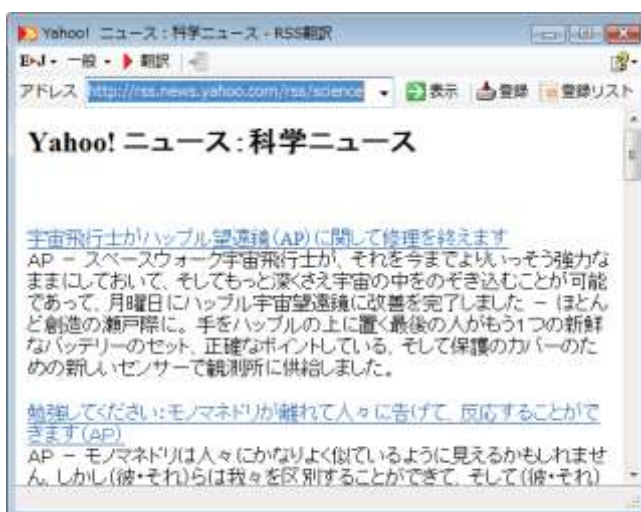 Yahoo! ニュース：科学ニュース - RSS翻訳
E▸J 一般 翻訳
アドレス http://rss.news.yahoo.com/rss/science 表示 登録 登録リスト
Yahoo! ニュース：科学ニュース
宇宙飛行士がハッブル望遠鏡(AP)に関して修理を終えます
AP － スペースウォーク宇宙飛行士が、それを今までよりいっそう強力な
ままにしておいて、そしてもっと深くさえ宇宙の中をのぞき込むことが可能
であって、月曜日にハッブル宇宙望遠鏡に改善を完了しました － ほとん
ど創造の瀬戸際に。手をハッブルの上に置く最後の人がもう1つの新鮮
なバッテリーのセット、正確なポイントしている、そして保護のカバーのた
めの新しいセンサーで観測所に供給しました。
勉強してください：モノマネドリが離れて人々に告げて、反応することがで
きます(AP)
AP － モノマネドリは人々にかなりよく似ているように見えるかもしれませ
ん、しかし(彼・それ)らは我々を区別することができて、そして(彼・それ)